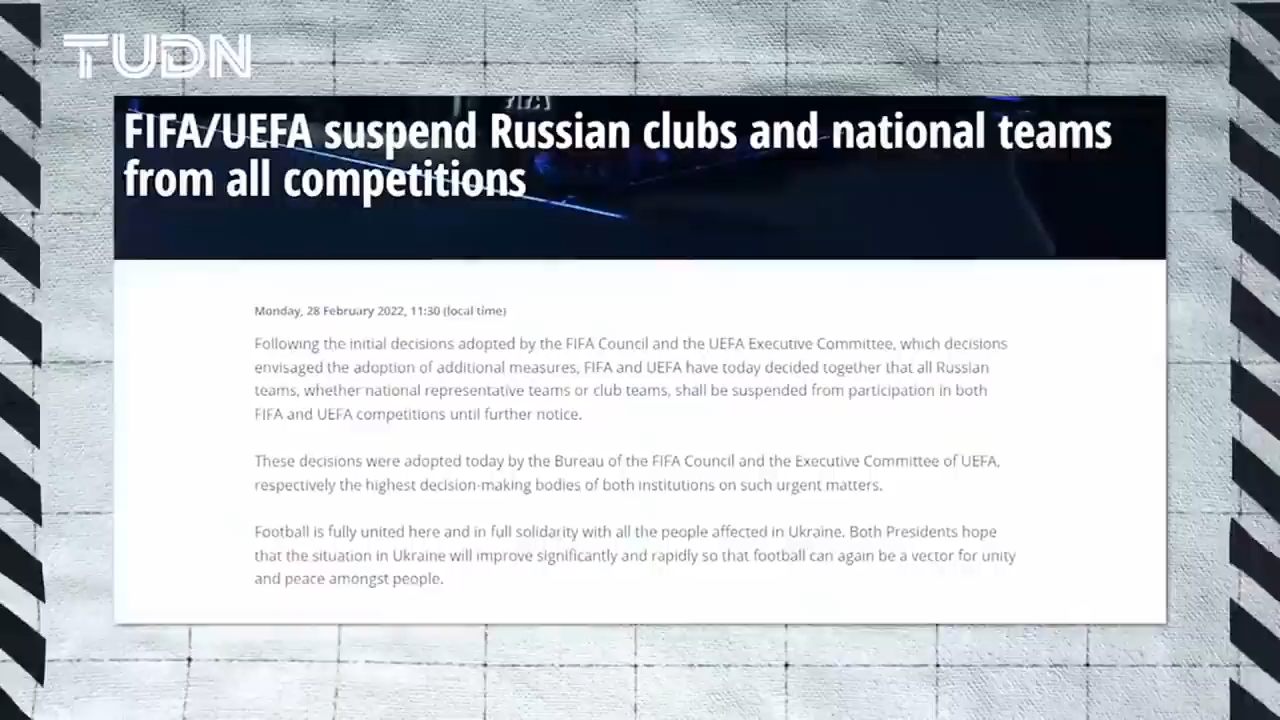 TUDN
FIFA/UEFA suspend Russian clubs and national teams
from all competitions
Monday, 28 February 2022, 11:30 (local time)
Following the initial decisions adopted by the FIFA Council and the UEFA Executive Committee, which decisions
envisaged the adoption of additional measures, FIFA and UEFA have today decided together that all Russian
teams, whether national representative teams or club teams, shall be suspended from participation in both
FIFA and UEFA competitions until further notice.
These decisions were adopted today by the Bureau of the FIFA Council and the Executive Committee of UEFA,
respectively the highest decision-making bodies of both institutions on such urgent matters.
Football is fully united here and in full solidarity with all the people affected in Ukraine. Both Presidents hope
that the situation in Ukraine will improve significantly and rapidly so that football can again be a vector for unity
and peace amongst people.